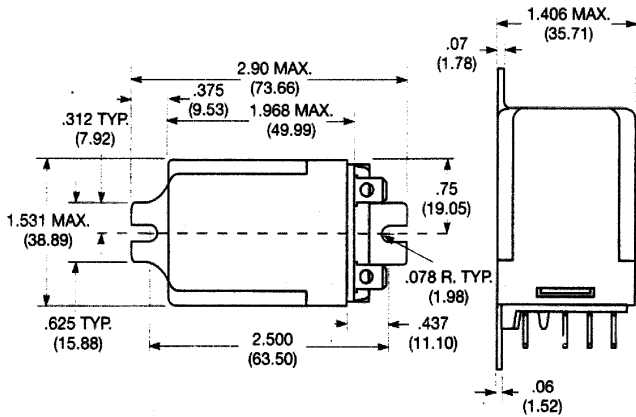 1.406 MAX.
(35.71)
.07
(1.78)
2.90 MAX.
(73.66)
.375
(9.53)
1.968 MAX.
(49.99)
.312 TYP.
(7.92)
.75
(19.05)
1.531 MAX.
(38.89)
.078 R. TYP.
(1.98)
.625 TYP.
(15.88)
2.500
(63.50)
.437
(11.10)
.06
(1.52)